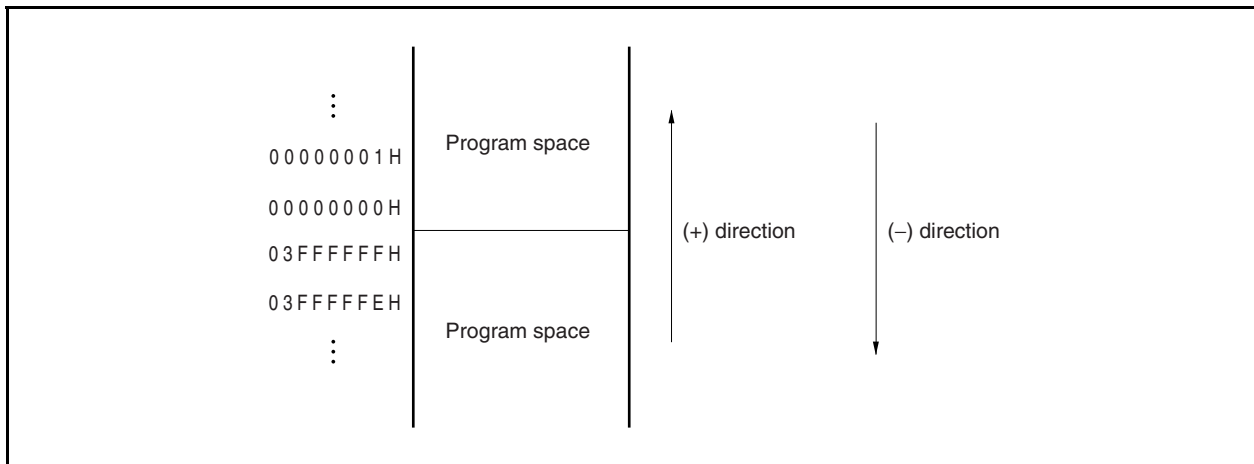 Program space
00000001H
00000000H
(+) direction
(−) direction
03FFFFFFH
03FFFFFEH
Program space